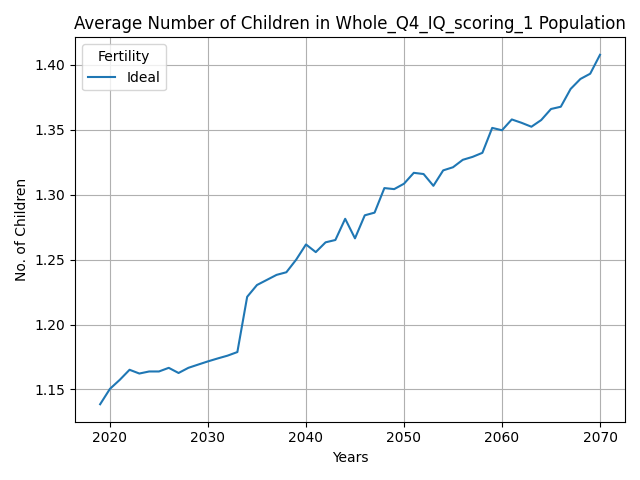 Average Number of Children in Whole_Q4_IQ_scoring_1 Population
Fertility
Ideal
No. of Children
1.40
1.35
1.30
1.25
1.20
1.15
2020 2030 2040 2050 2060 2070
Years